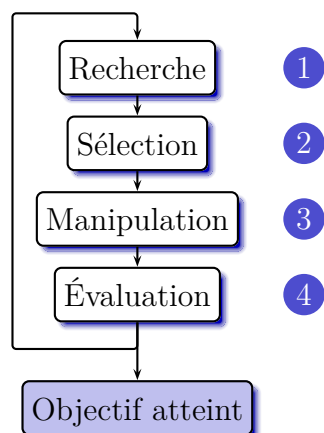 Recherche 1
Sélection 2
Manipulation 3
Évaluation 4
Objectif atteint